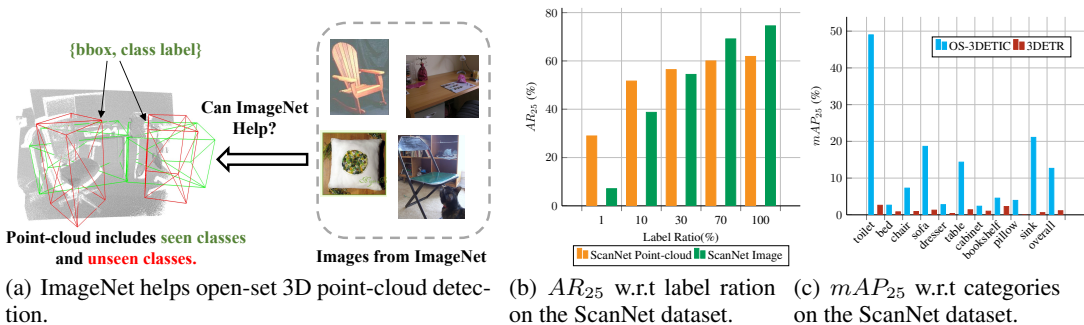 {bbox, class label}
Can ImageNet
Help?
Point-cloud includes seen classes
and unseen classes.
Images from ImageNet
(a) ImageNet helps open-set 3D point-cloud detec-
tion.
80
60
40
20
0
AR25 (%)
1 10 30 70 100
Label Ratio(%)
ScanNet Point-cloud ScanNet Image
(b) AR25 w.r.t label ration
on the ScanNet dataset.
50
40
30
20
10
0
mAP25 (%)
OS-3DETIC 3DETR
toilet
bed
chair
sofa
dresser
table
cabinet
bookshelf
pillow
sink
overall
(c) mAP25 w.r.t categories
on the ScanNet dataset.